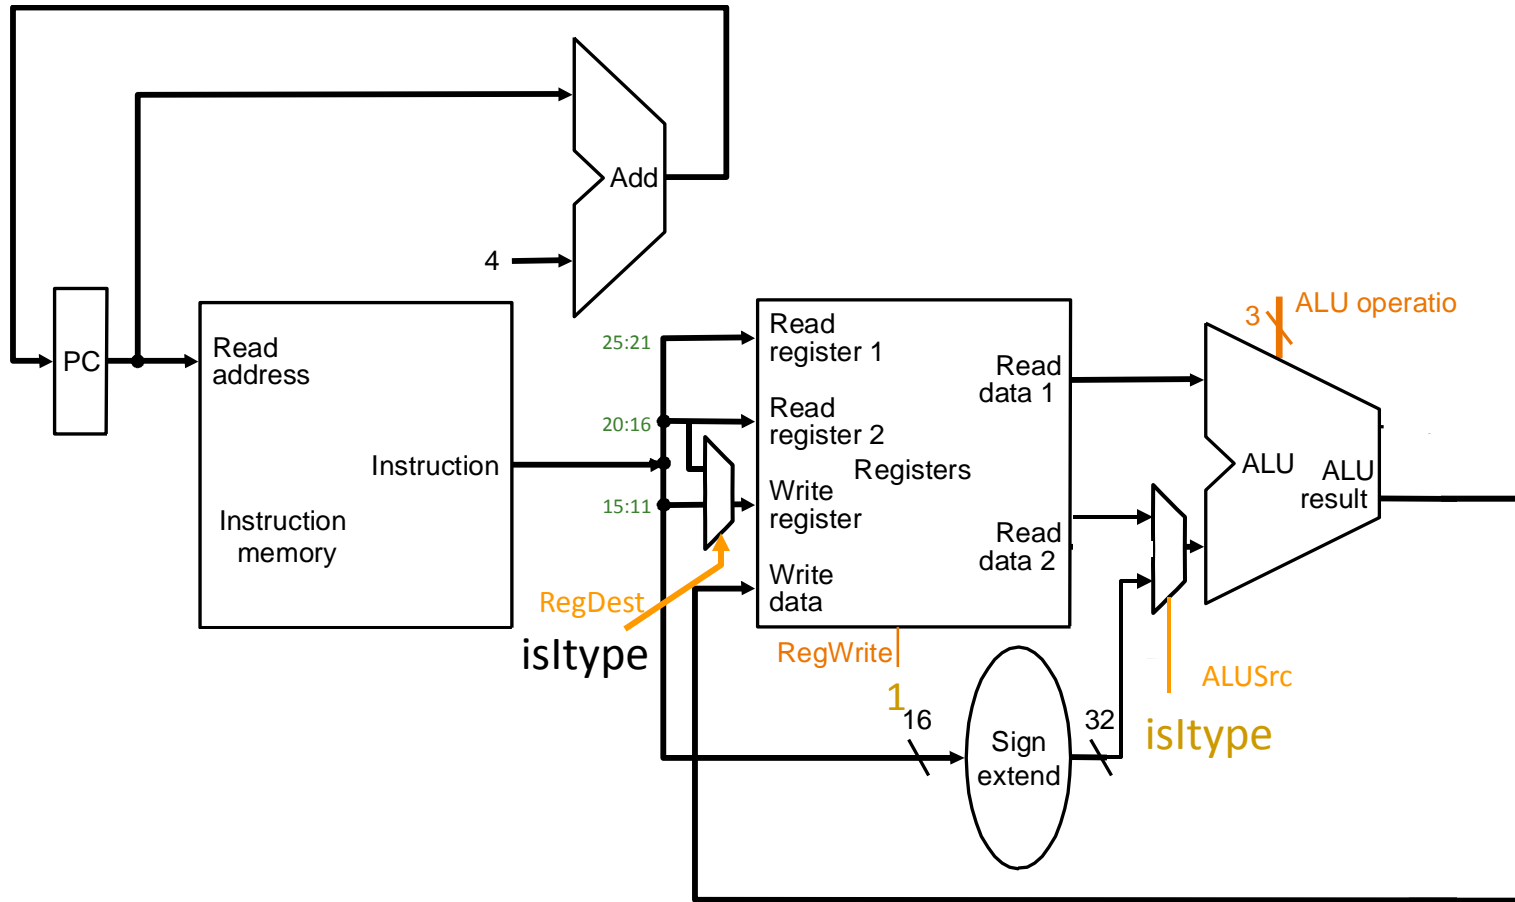 Add
4
PC
Read
address
Instruction
Instruction
memory
25:21
20:16
15:11
Read
register 1
Read
register 2
Write
register
Write
data
Registers
Read
data 1
Read
data 2
RegDest
isItype
RegWrite
1
16
Sign
extend
32
ALUSrc
isItype
3
ALU operatio
ALU
ALU
result